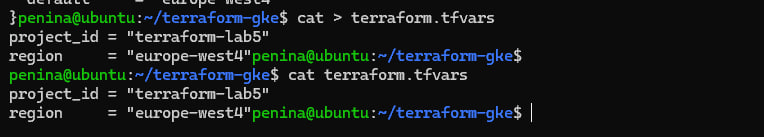 }penina@ubuntu:~/terraform-gke$ cat > terraform.tfvars
project_id = "terraform-lab5"
region     = "europe-west4"penina@ubuntu:~/terraform-gke$
penina@ubuntu:~/terraform-gke$ cat terraform.tfvars
project_id = "terraform-lab5"
region     = "europe-west4"penina@ubuntu:~/terraform-gke$